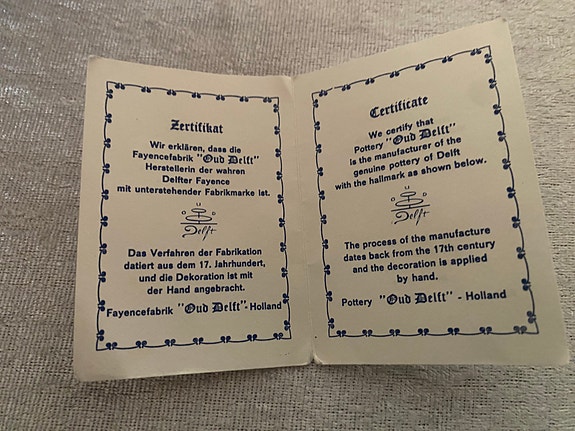 Zertifikat
Wir erklären, dass die
Fayencefabrik "Oud Delft"
Herstellerin der wahren
Delfter Fayence
mit unterstehender Fabrikmarke ist.
Delft
Das Verfahren der Fabrikation
datiert aus dem 17. Jahrhundert,
und die Dekoration ist mit
der Hand angebracht.
Fayencefabrik "Oud Delft" - Holland
Certificate
We certify that
Pottery "Oud Delft"
is the manufacturer of the
genuine pottery of Delft
with the hallmark as shown below.
Delft
The process of the manufacture
dates back from the 17th century
and the decoration is applied
by hand.
Pottery "Oud Delft" - Holland